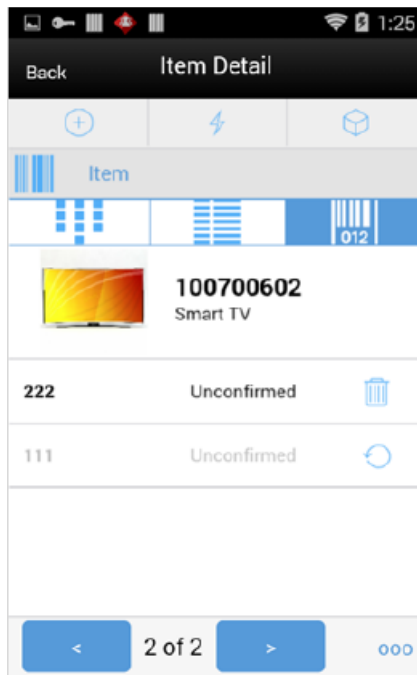 1:25
Back
Item Detail
Item
012
100700602
Smart TV
222 Unconfirmed
111 Unconfirmed
< 2 of 2 >
ooo